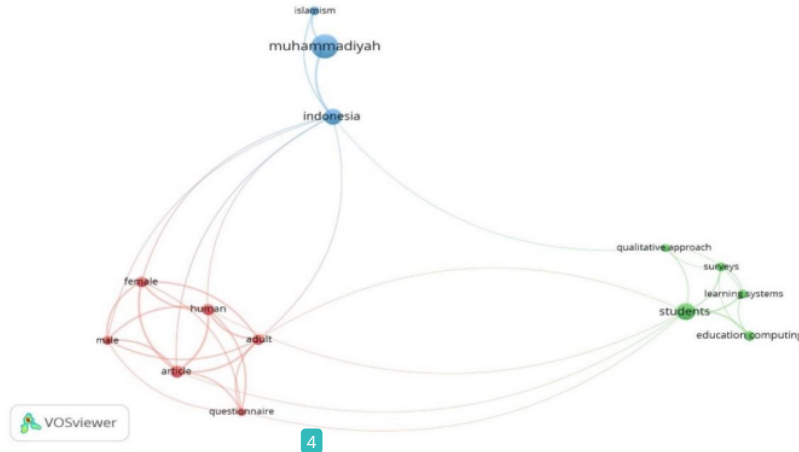 islamism
muhammadiyah
indonesia
qualitative approach
surveys
female
learning systems
human
students
education computing
male
adult
article
questionnaire
VOSviewer
4